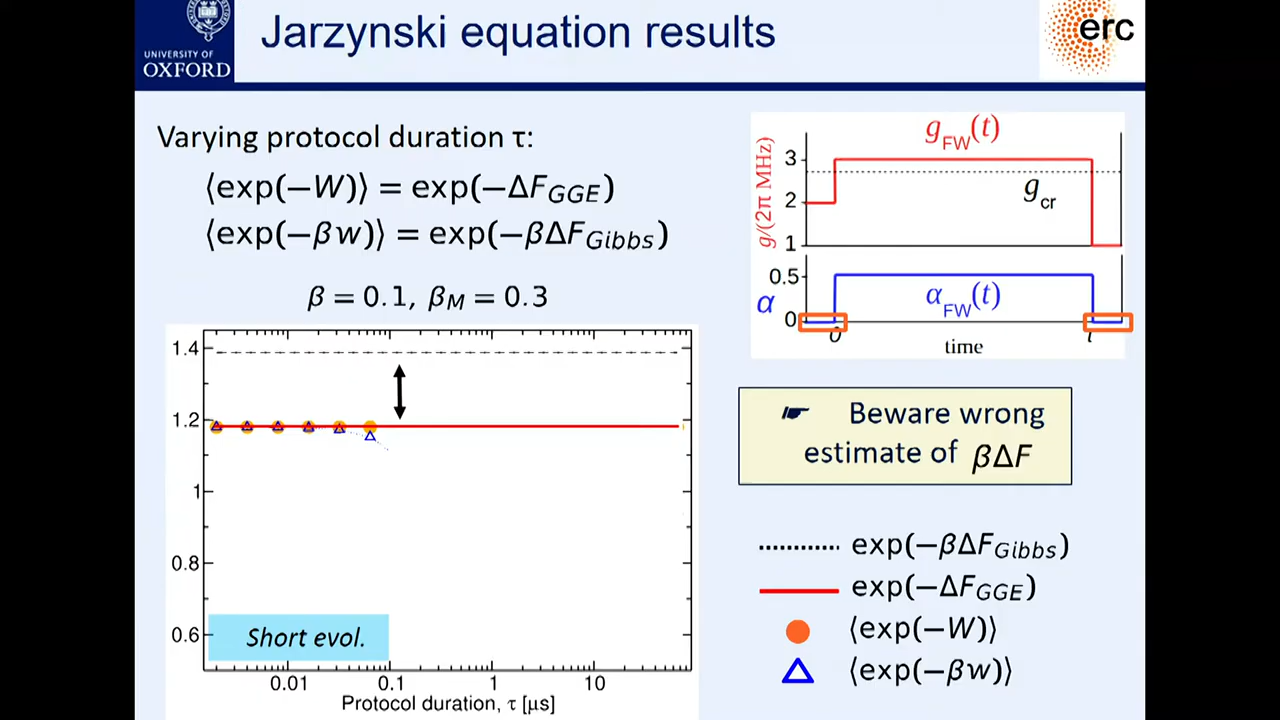 UNIVERSITY OF
OXFORD
Jarzynski equation results
erc
Varying protocol duration τ:
⟨exp(−W)⟩ = exp(−ΔF_GGE)
⟨exp(−βw)⟩ = exp(−βΔF_Gibbs)
β = 0.1, β_M = 0.3
1.4
1.2
1
0.8
0.6
Short evol.
0.01
0.1
1
10
Protocol duration, τ [μs]
g/(2π MHz)
3
2
1
g_FW(t)
g_cr
α
0.5
0
α_FW(t)
0
time
☛ Beware wrong
estimate of βΔF
exp(−βΔF_Gibbs)
exp(−ΔF_GGE)
⟨exp(−W)⟩
⟨exp(−βw)⟩